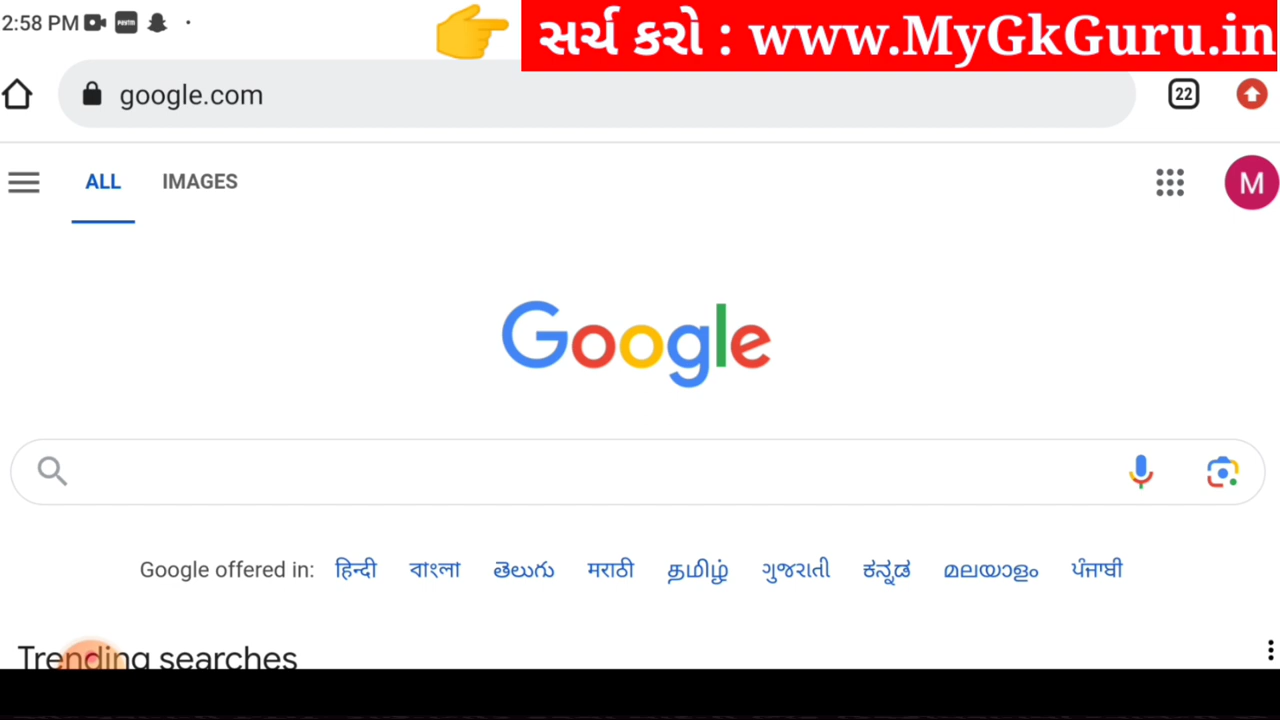 2:58 PM
paytm
સર્ચ કરો : www.MyGkGuru.in
google.com
22
ALL IMAGES
M
Google
Google offered in: हिन्दी বাংলা తెలుగు मराठी தமிழ் ગુજરાતી ಕನ್ನಡ മലയാളം ਪੰਜਾਬੀ
Trending searches